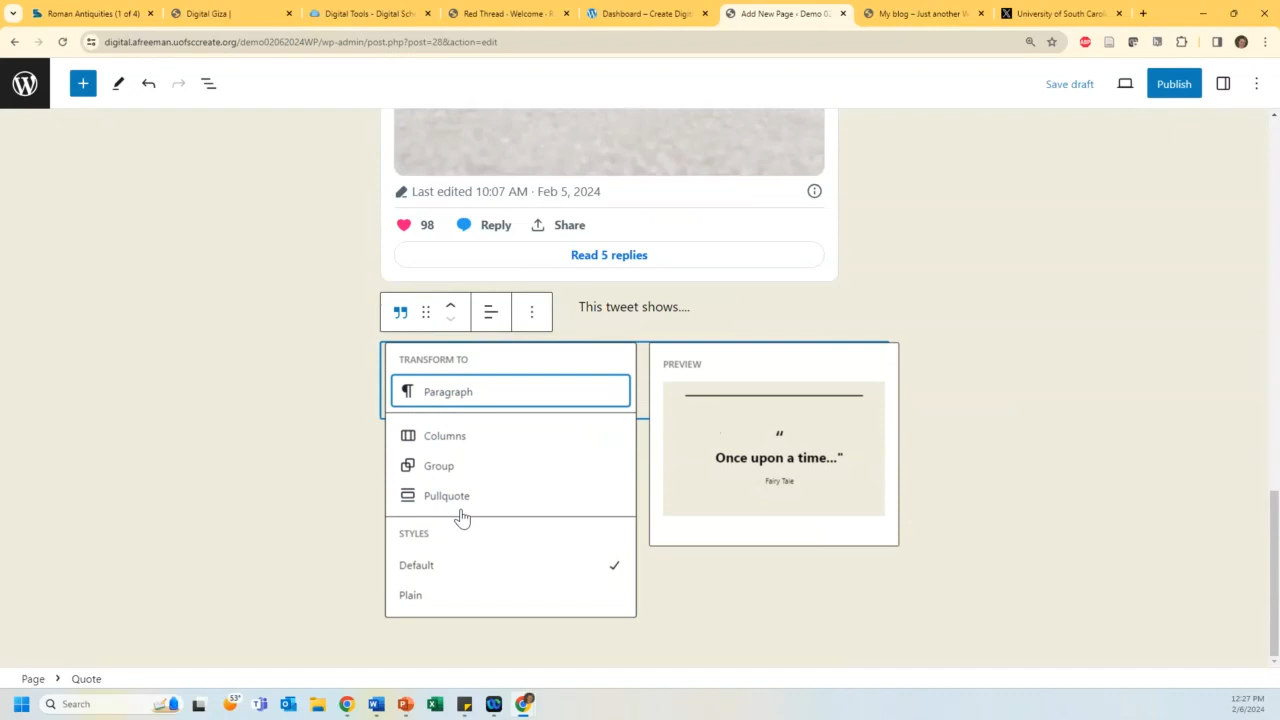 Roman Antiquities (1 of 4)
Digital Giza |
Digital Tools - Digital Sch
Red Thread - Welcome - R
Dashboard ‹ Create Digit
Add New Page ‹ Demo 02
My blog – Just another W
University of South Caroli
digital.afreeman.uofsccreate.org/demo02062024WP/wp-admin/post.php?post=28&action=edit
Save draft
Publish
Last edited 10:07 AM · Feb 5, 2024
98
Reply
Share
Read 5 replies
This tweet shows....
TRANSFORM TO
Paragraph
Columns
Group
Pullquote
STYLES
Default
Plain
PREVIEW
“
Once upon a time..."
Fairy Tale
Page > Quote
Search
53°
12:27 PM
2/6/2024